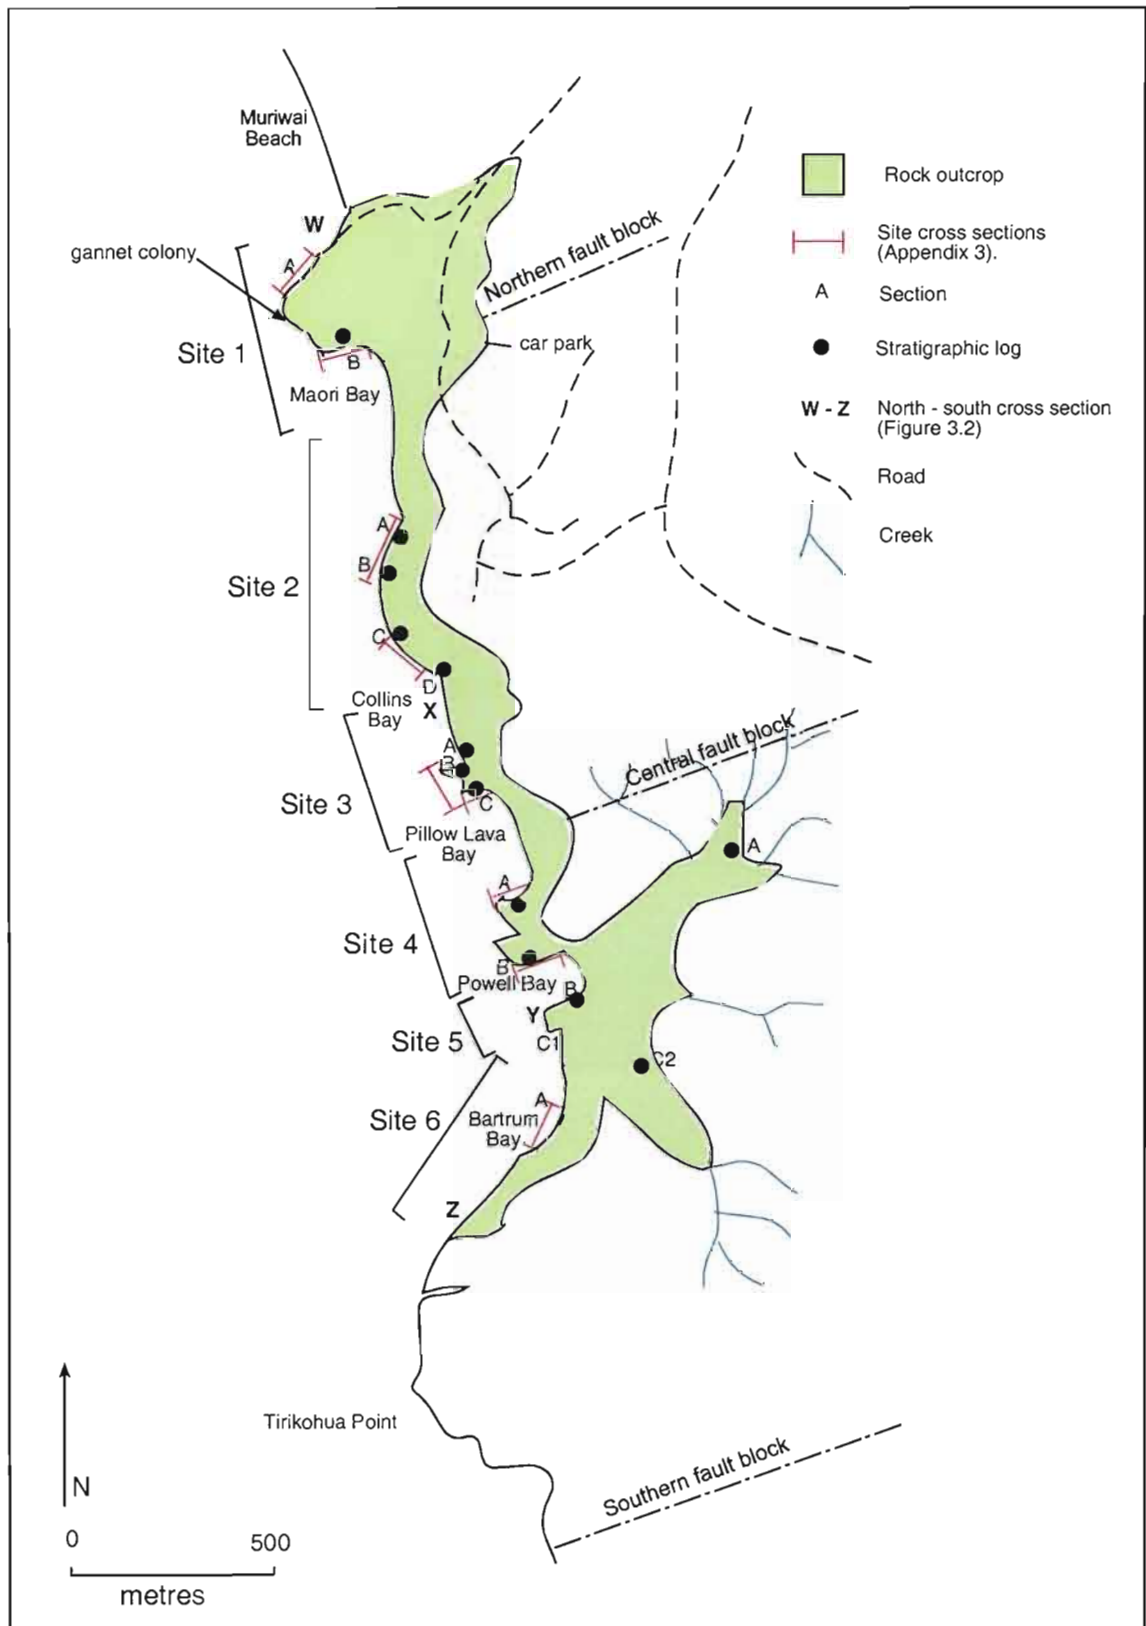 Muriwai
Beach
W
gannet colony
A
Northern fault block
Site 1
car park
B
Maori Bay
Rock outcrop
Site cross sections
(Appendix 3).
A
Section
Stratigraphic log
W - Z
North - south cross section
(Figure 3.2)
Road
Creek
A
B
Site 2
C
D
Collins
Bay
X
A
B
C
Site 3
Pillow Lava
Bay
Central fault block
A
A
Site 4
B
Powell Bay
B
Y
Site 5
C1
C2
A
Site 6
Bartrum
Bay
Z
Tirikohua Point
N
Southern fault block
0
500
metres